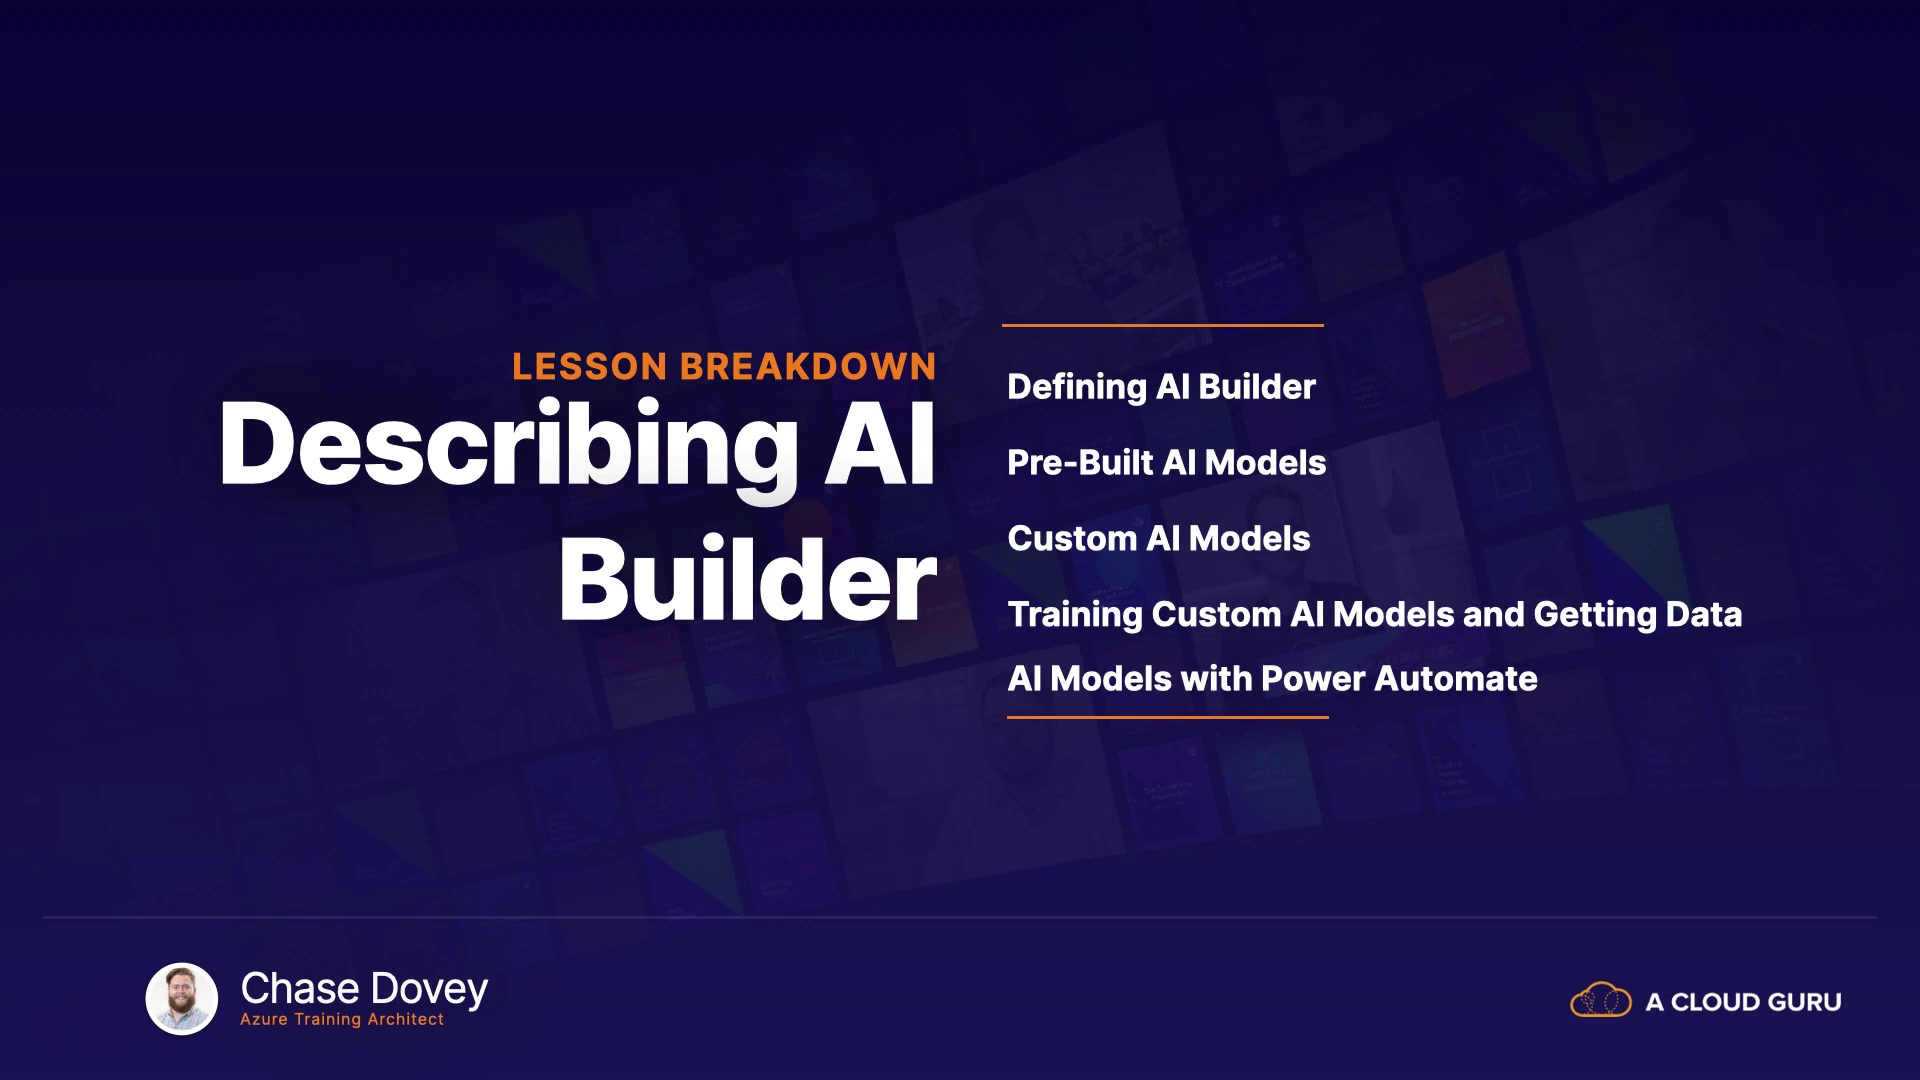 LESSON BREAKDOWN
Describing AI
Builder
Defining AI Builder
Pre-Built AI Models
Custom AI Models
Training Custom AI Models and Getting Data
AI Models with Power Automate
Chase Dovey
Azure Training Architect
A CLOUD GURU